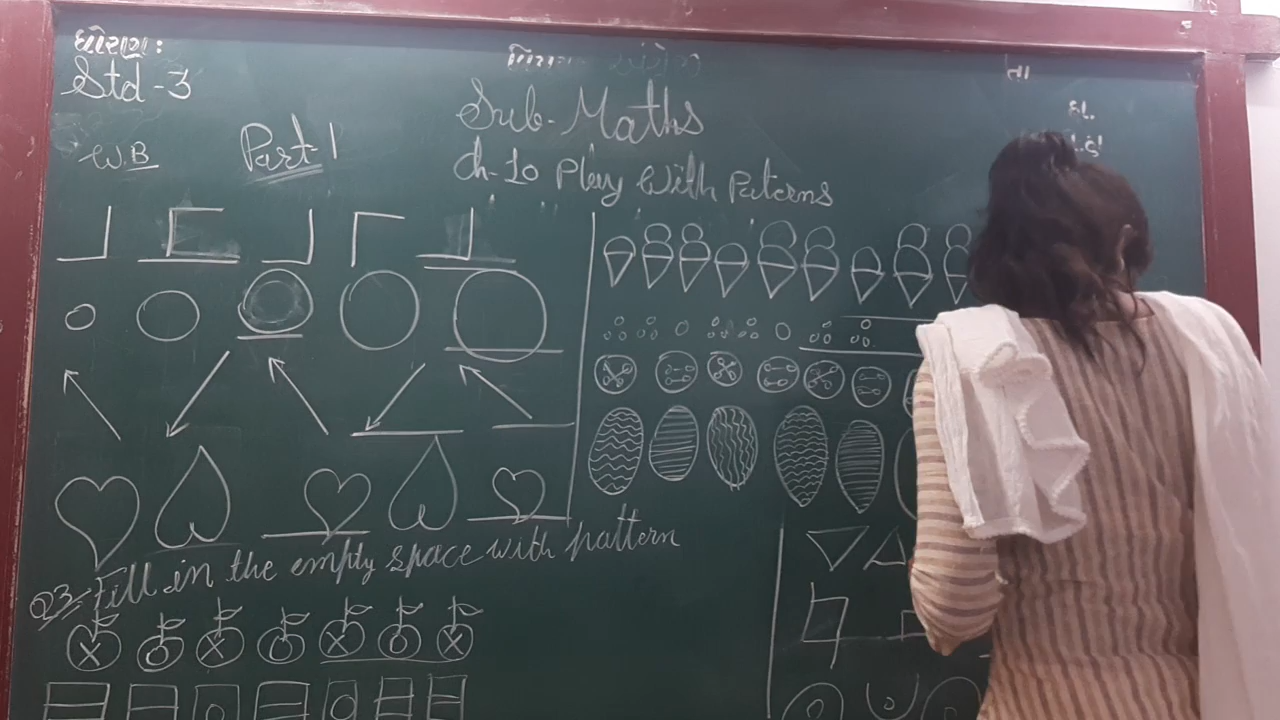 ધોરણ:
Std-3
Sub-Maths
W.B
Part-1
Ch-10 Play With Paterns
તા
Q3. Fill in the empty space with pattern